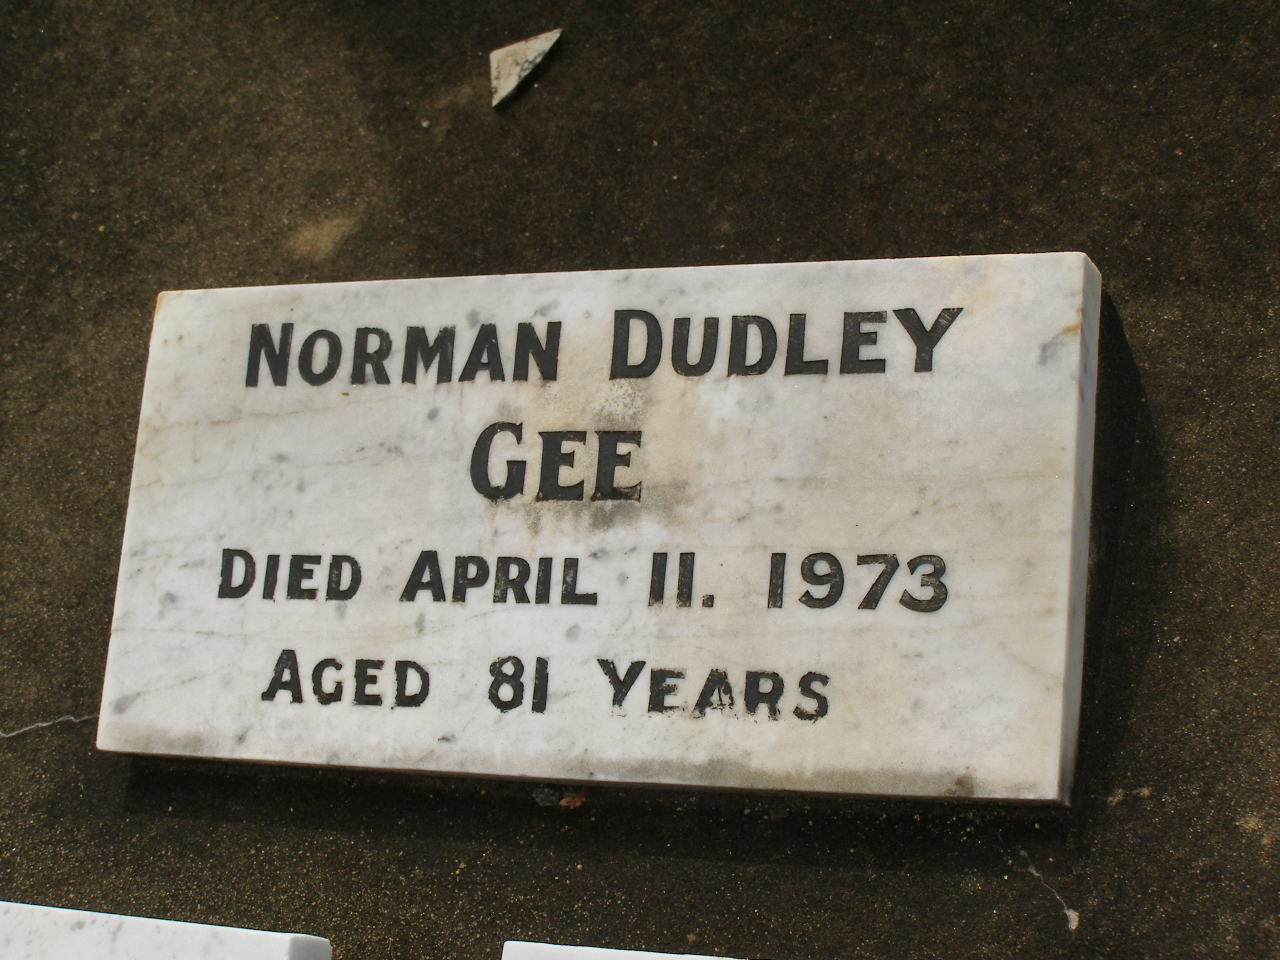 NORMAN DUDLEY
GEE
DIED APRIL 11. 1973
AGED 81 YEARS